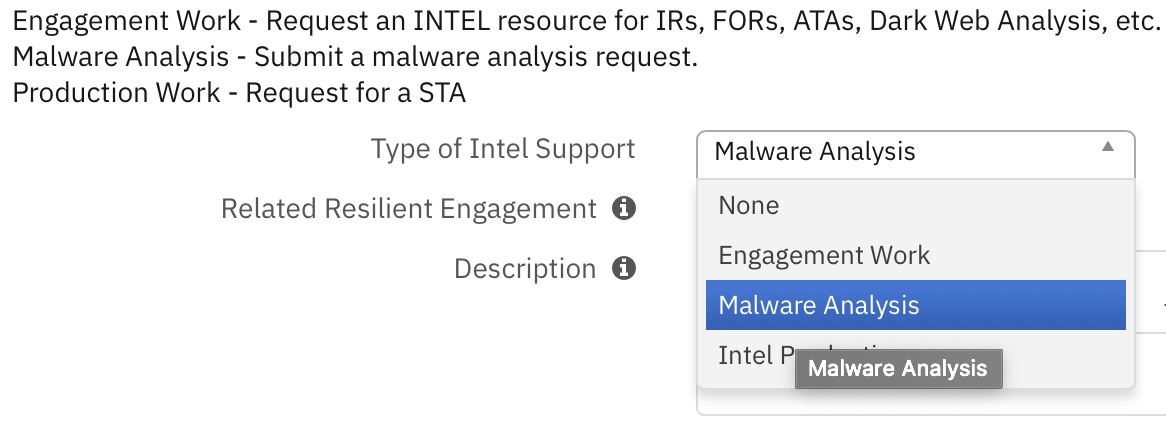 Engagement Work - Request an INTEL resource for IRs, FORs, ATAs, Dark Web Analysis, etc.
Malware Analysis - Submit a malware analysis request.
Production Work - Request for a STA
Type of Intel Support
Malware Analysis
None
Related Resilient Engagement
Engagement Work
Description
Malware Analysis
Intel
Malware Analysis